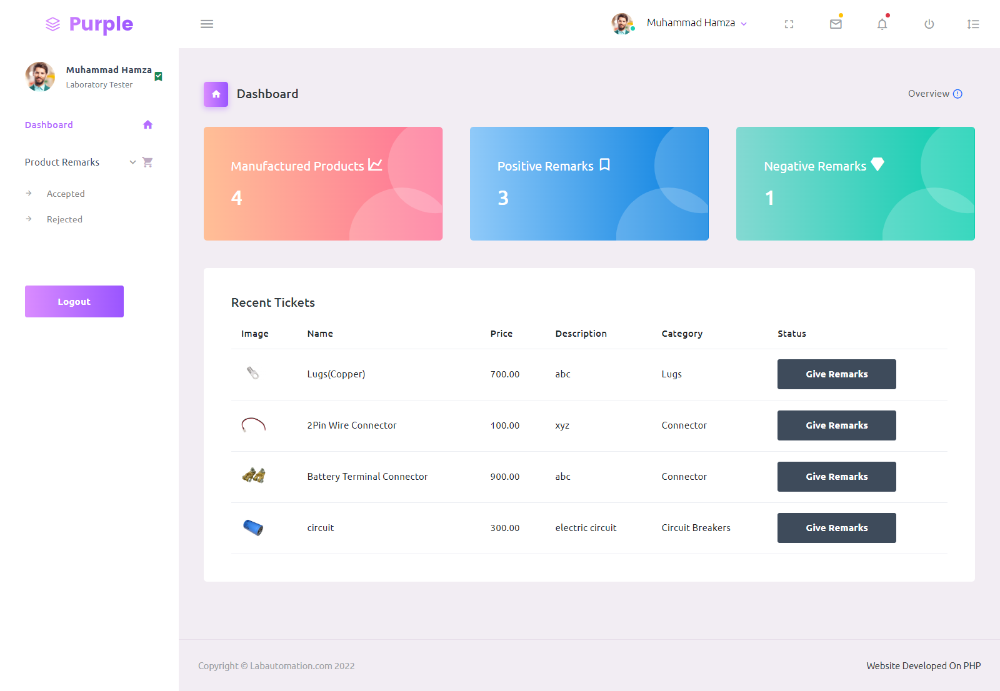 Purple
Muhammad Hamza
Muhammad Hamza
Laboratory Tester
Dashboard
Product Remarks
Accepted
Rejected
Logout
Dashboard
Overview
Manufactured Products
4
Positive Remarks
3
Negative Remarks
1
Recent Tickets
Image Name Price Description Category Status
Lugs(Copper) 700.00 abc Lugs Give Remarks
2Pin Wire Connector 100.00 xyz Connector Give Remarks
Battery Terminal Connector 900.00 abc Connector Give Remarks
circuit 300.00 electric circuit Circuit Breakers Give Remarks
Copyright © Labautomation.com 2022
Website Developed On PHP